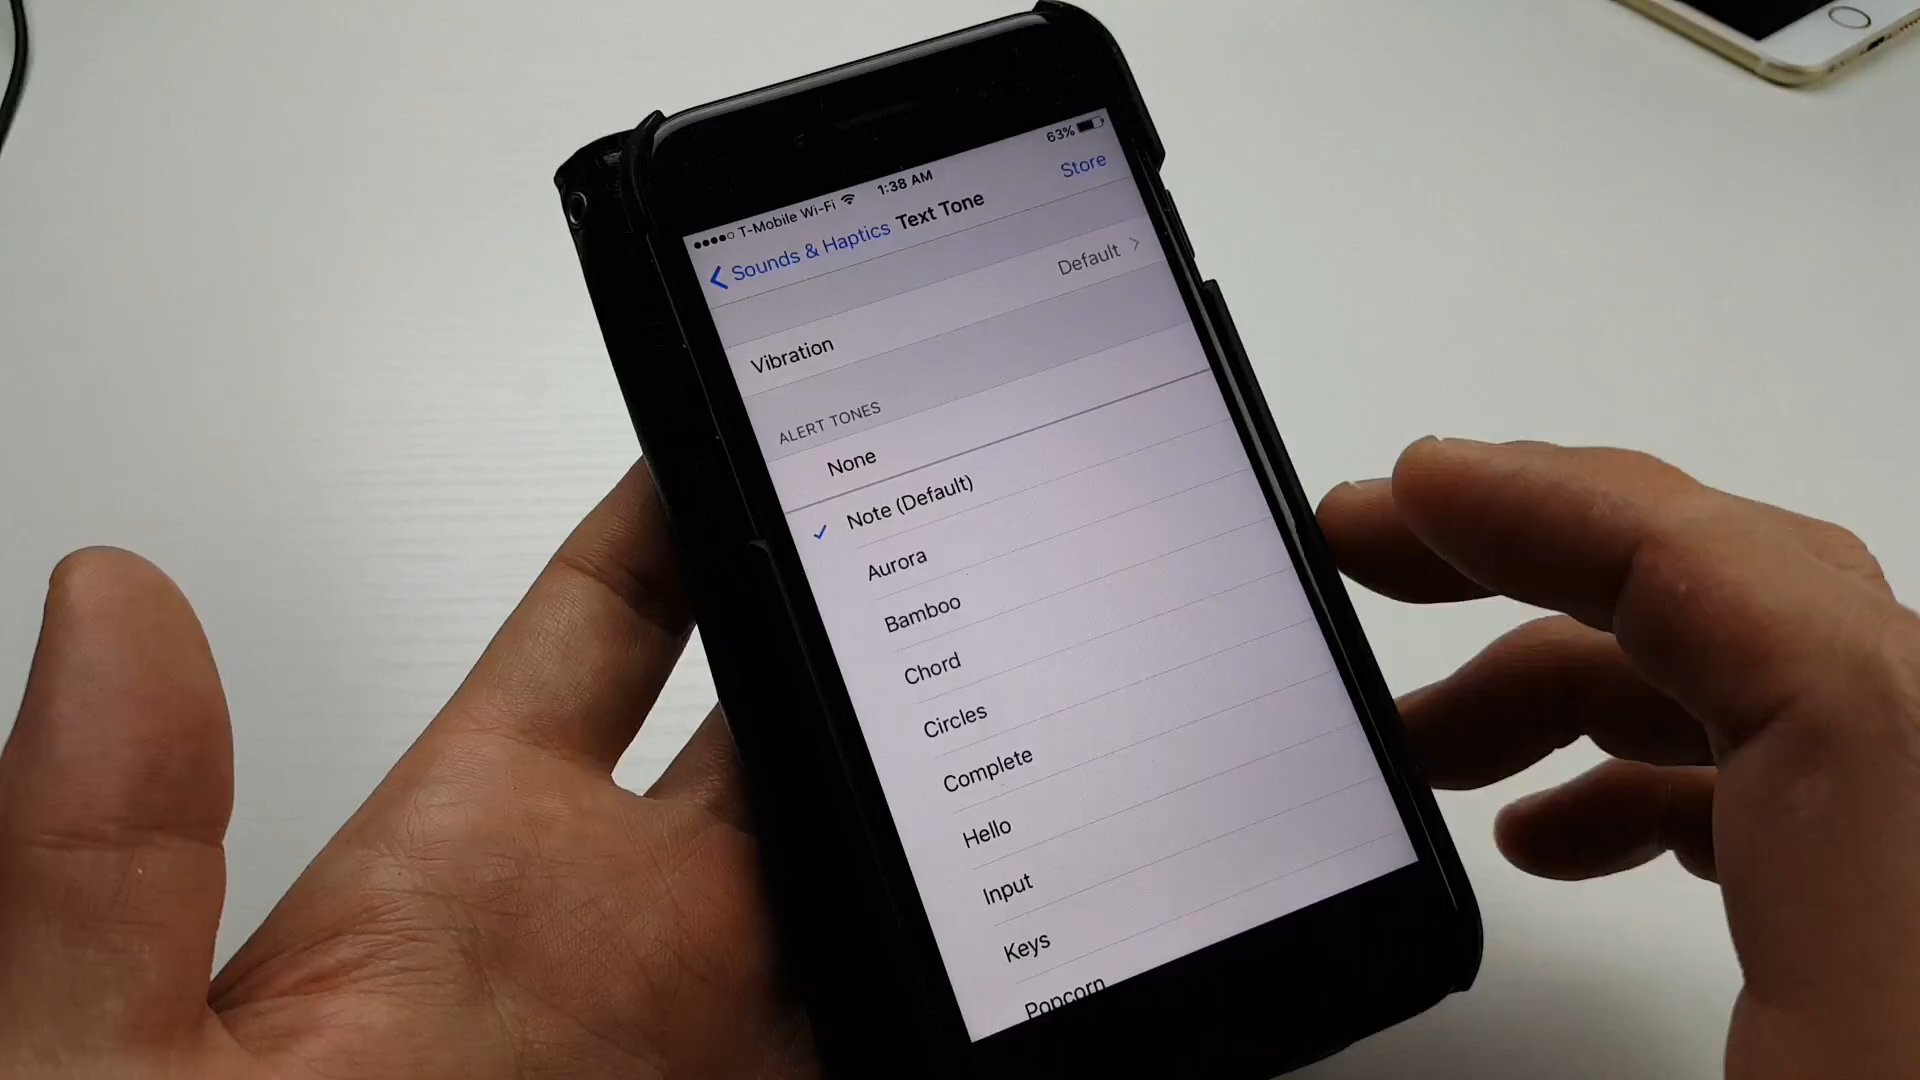 T-Mobile Wi-Fi 1:38 AM 63%
Sounds & Haptics Text Tone Store
Vibration Default
ALERT TONES
None
Note (Default)
Aurora
Bamboo
Chord
Circles
Complete
Hello
Input
Keys
Popcorn